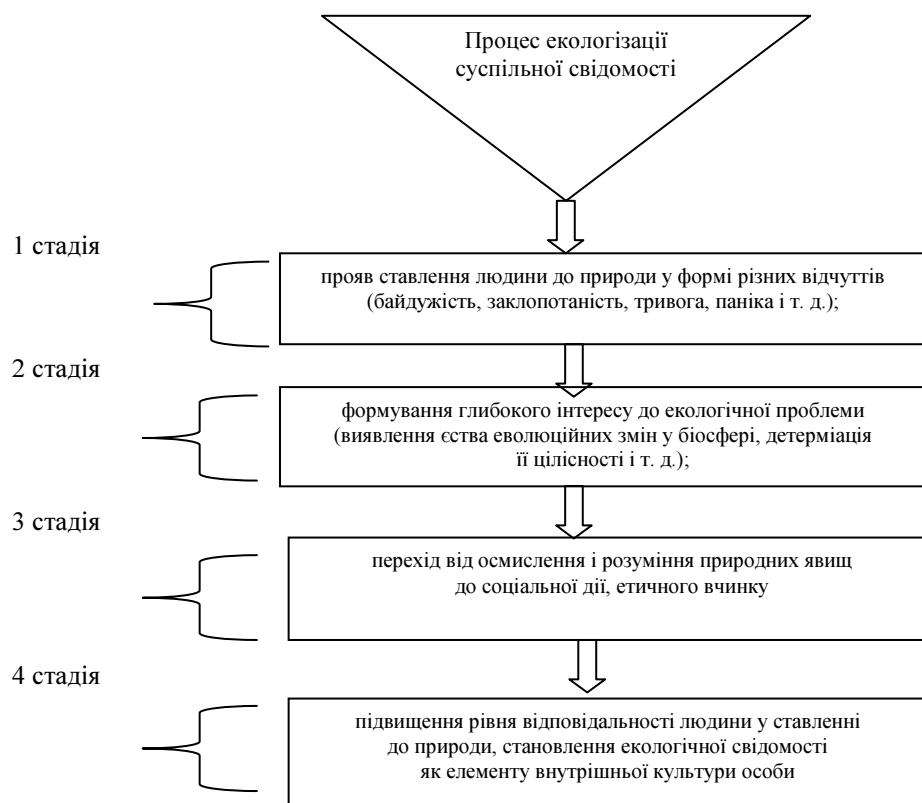 Процес екологізації
суспільної свідомості
1 стадія
прояв ставлення людини до природи у формі різних відчуттів
(байдужість, заклопотаність, тривога, паніка і т. д.);
2 стадія
формування глибокого інтересу до екологічної проблеми
(виявлення єства еволюційних змін у біосфері, детерміація
її цілісності і т. д.);
3 стадія
перехід від осмислення і розуміння природних явищ
до соціальної дії, етичного вчинку
4 стадія
підвищення рівня відповідальності людини у ставленні
до природи, становлення екологічної свідомості
як елементу внутрішньої культури особи